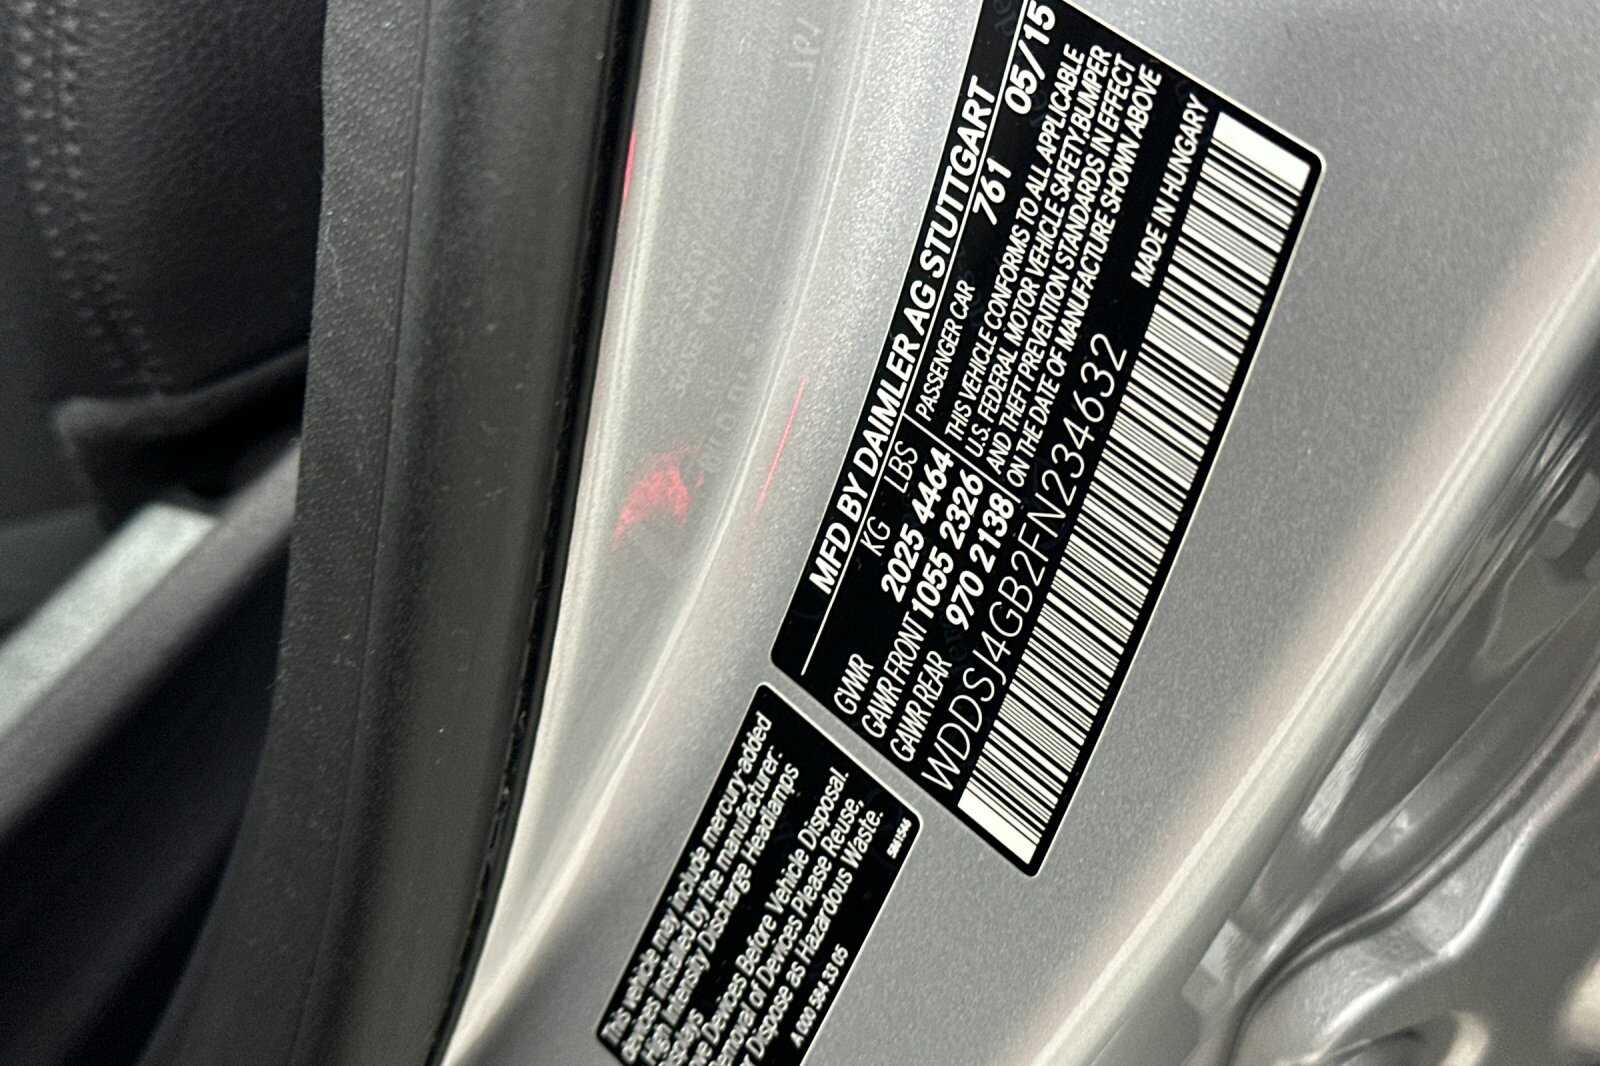 MFD BY DAIMLER AG STUTTGART
KG LBS PASSENGER CAR 761 05/15
GVWR 2025 4464
GAWR FRONT 1055 2326
GAWR REAR 970 2138
THIS VEHICLE CONFORMS TO ALL APPLICABLE
U.S. FEDERAL MOTOR VEHICLE SAFETY, BUMPER
AND THEFT PREVENTION STANDARDS IN EFFECT
ON THE DATE OF MANUFACTURE SHOWN ABOVE
WDDSJ4GB2FN234632 MADE IN HUNGARY
This vehicle may include mercury-added
devices installed by the manufacturer:
High Intensity Discharge Headlamps
Devices Before Vehicle Disposal.
Removal of Devices Please Reuse,
Dispose as Hazardous Waste.
A 000 584 33 05